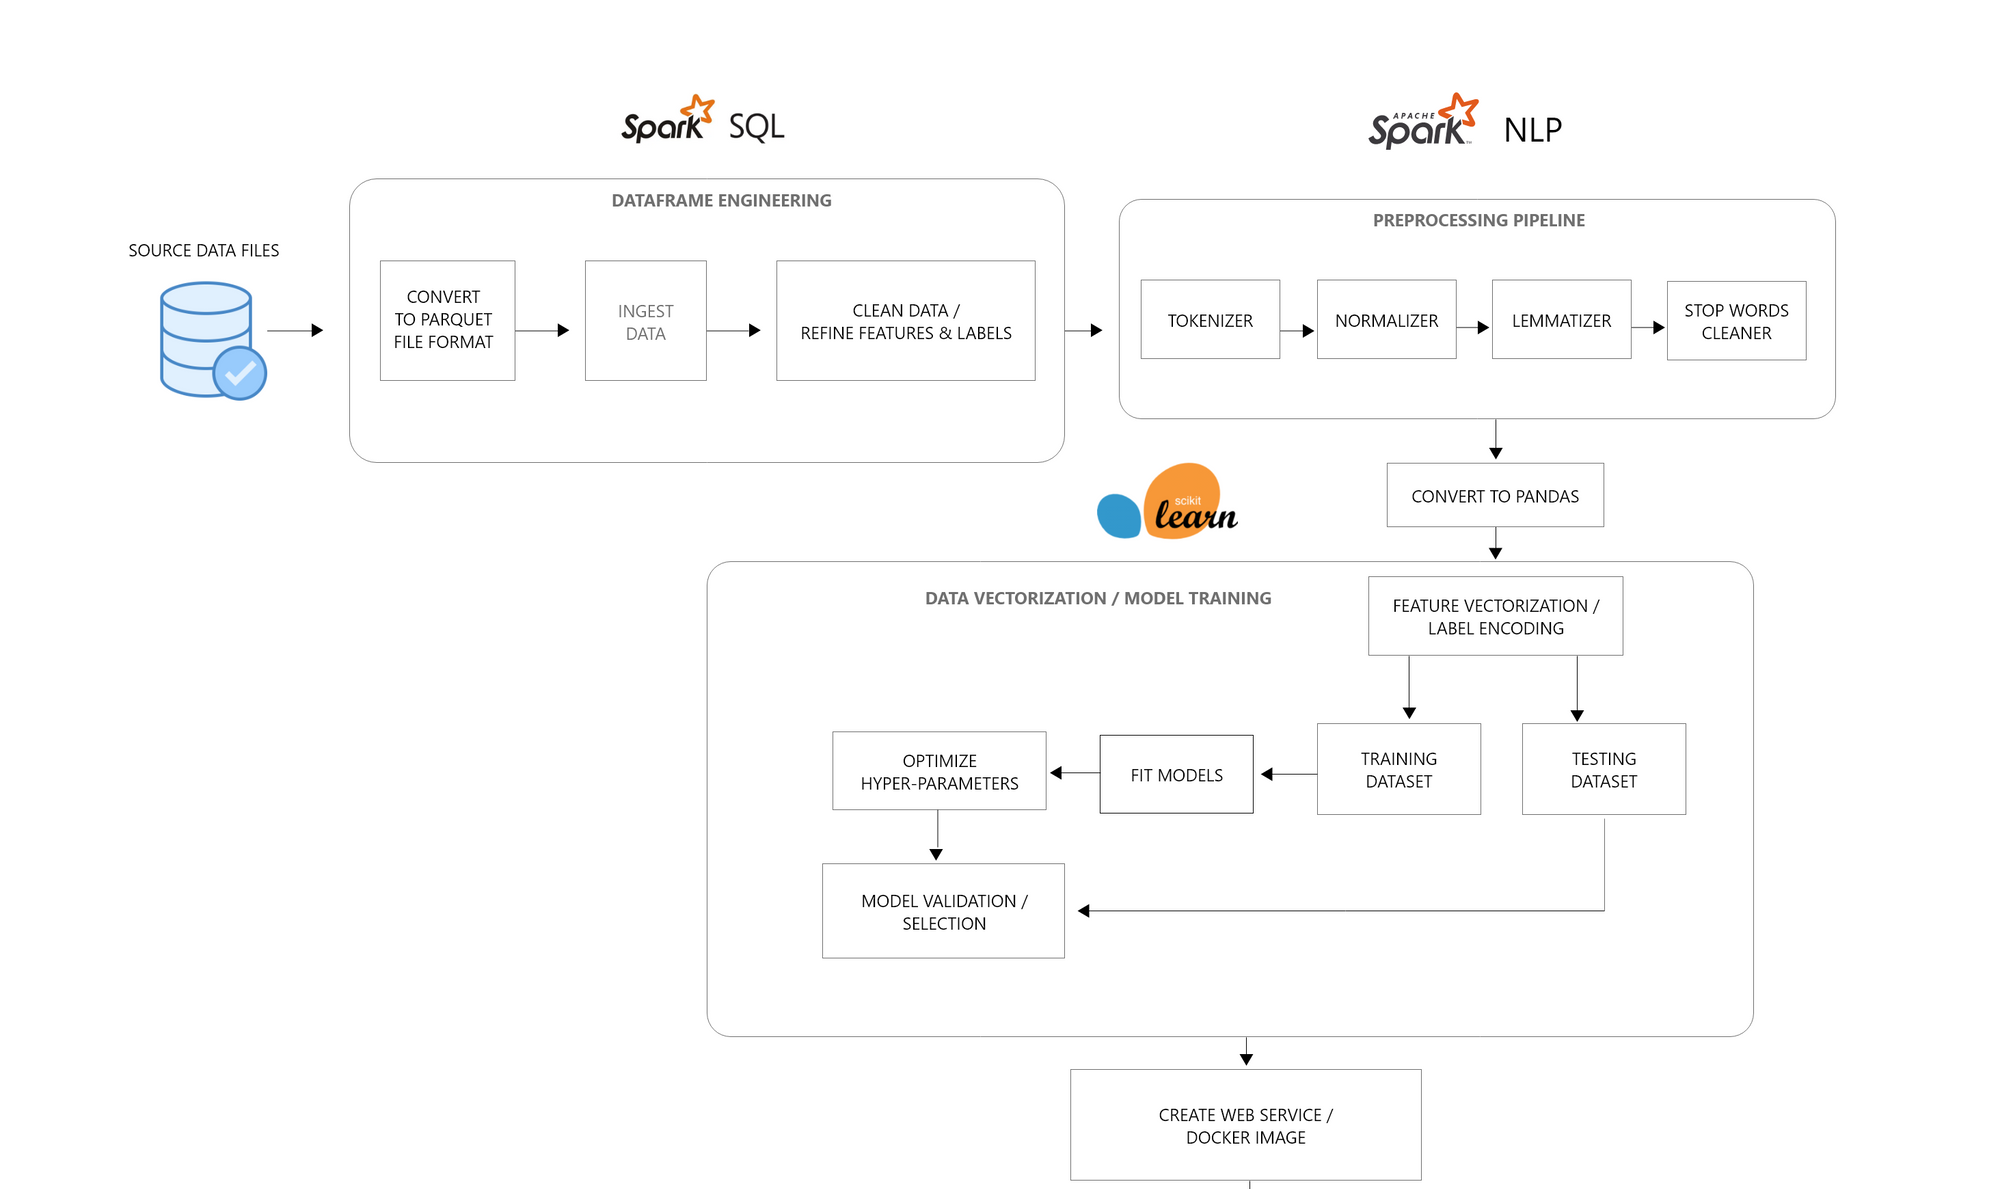 Spark SQL
APACHE
Spark™ NLP
DATAFRAME ENGINEERING
PREPROCESSING PIPELINE
SOURCE DATA FILES
CONVERT
TO PARQUET
FILE FORMAT
INGEST
DATA
CLEAN DATA /
REFINE FEATURES & LABELS
TOKENIZER
NORMALIZER
LEMMATIZER
STOP WORDS
CLEANER
CONVERT TO PANDAS
scikit
learn
DATA VECTORIZATION / MODEL TRAINING
FEATURE VECTORIZATION /
LABEL ENCODING
OPTIMIZE
HYPER-PARAMETERS
FIT MODELS
TRAINING
DATASET
TESTING
DATASET
MODEL VALIDATION /
SELECTION
CREATE WEB SERVICE /
DOCKER IMAGE